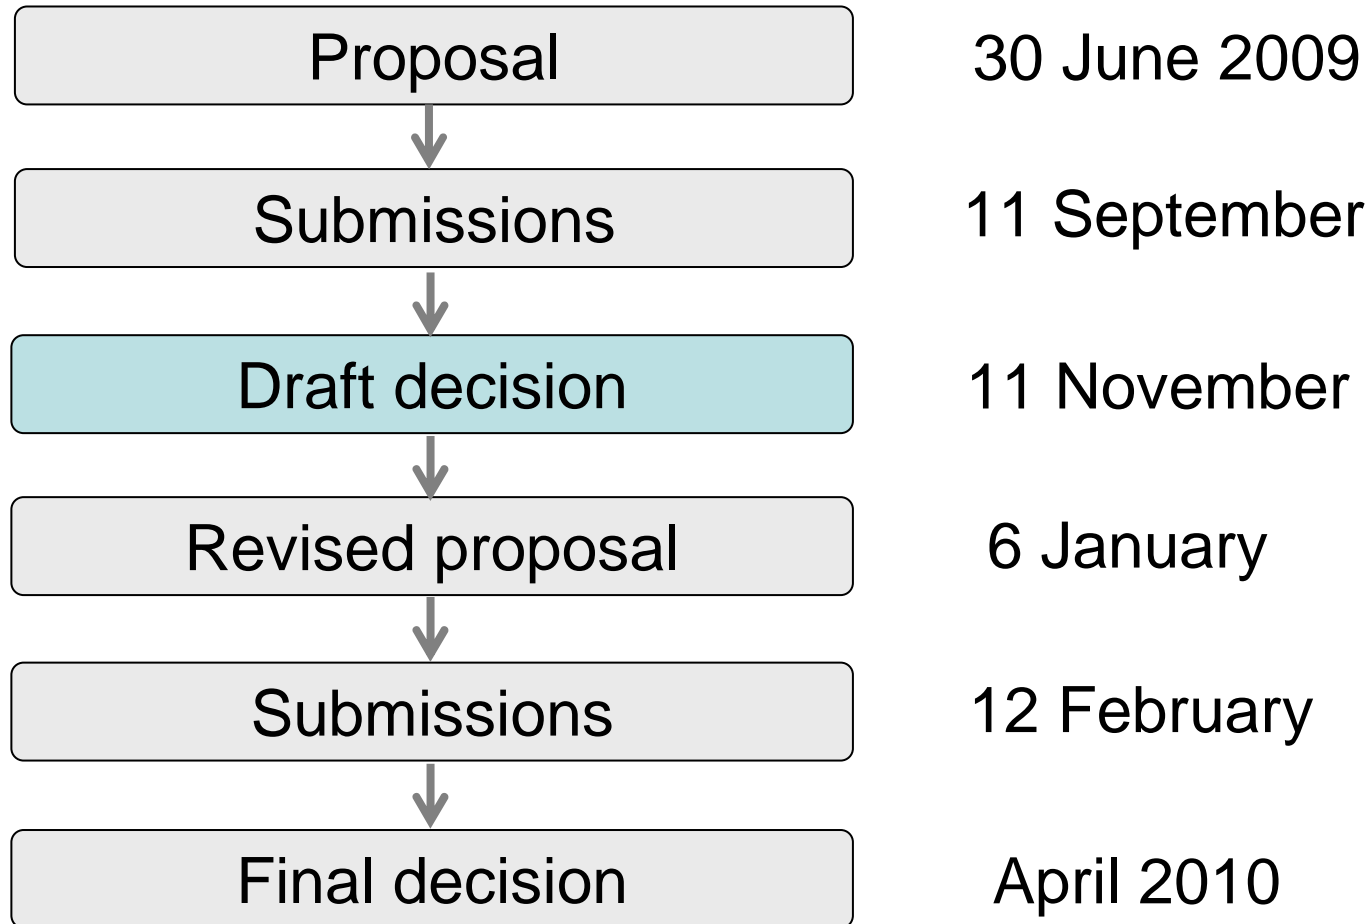 Proposal 30 June 2009
Submissions 11 September
Draft decision 11 November
Revised proposal 6 January
Submissions 12 February
Final decision April 2010